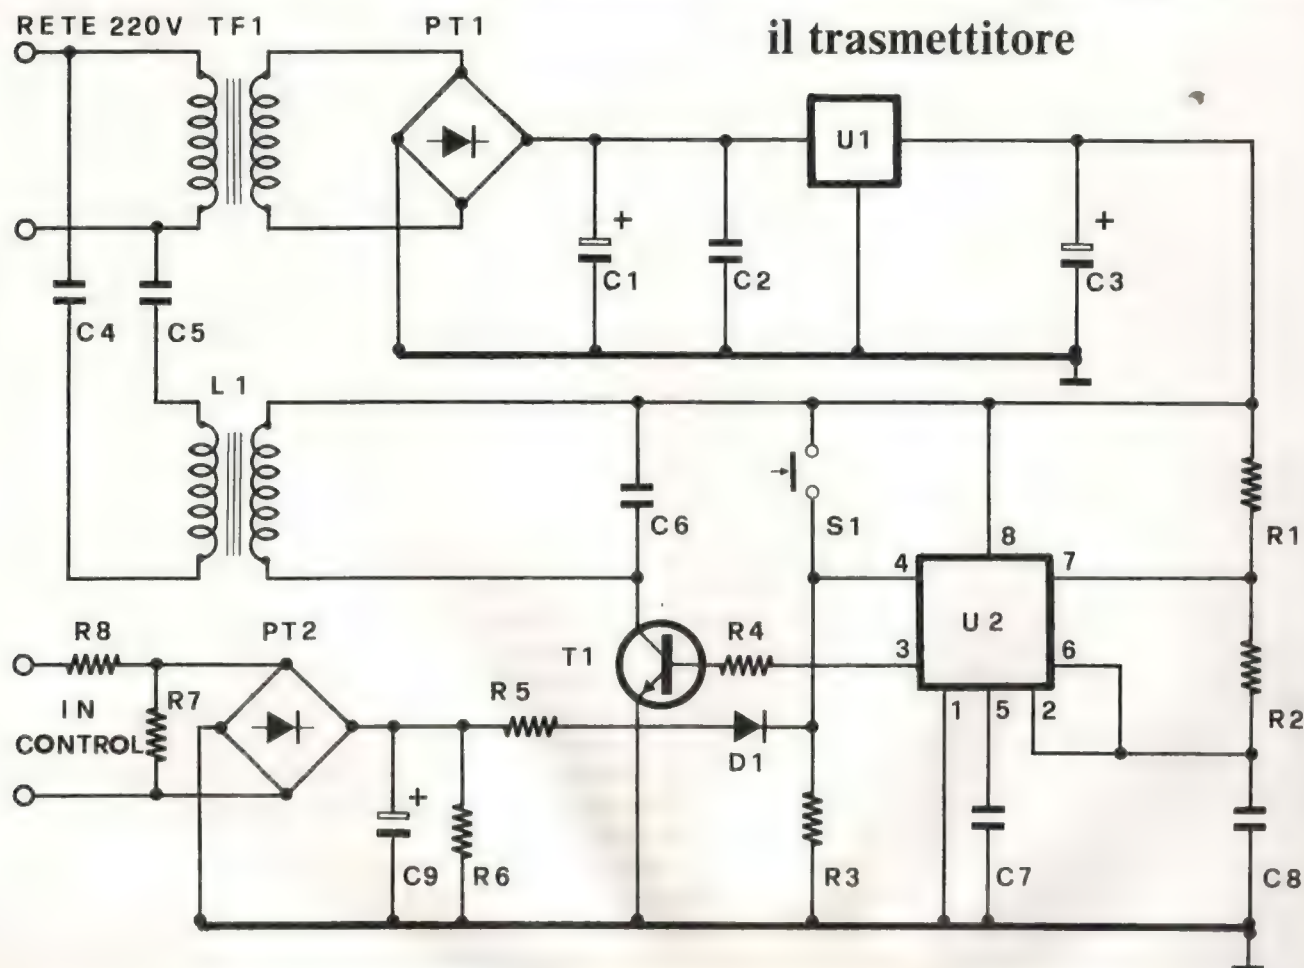 RETE 220V TF1 PT1
il trasmettitore
U1
+ +
C1 C2 C3
C4 C5
L1
C6 S1 8 R1
4 7
U2
R8 PT2 T1 R4 3 6
R7 R5 1 5 2 R2
IN
CONTROL
D1
+
C9 R6 R3 C7 C8